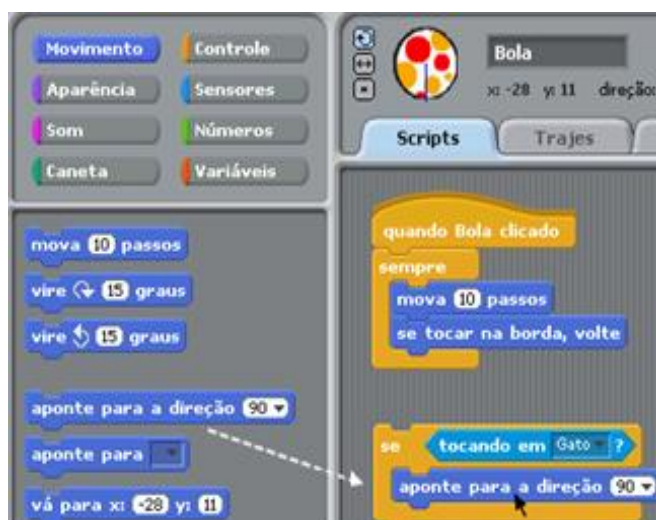 Movimento Controle
Aparência Sensores
Som Números
Caneta Variáveis
mova 10 passos
vire 15 graus
vire 15 graus
aponte para a direção 90
aponte para
vá para x: -28 y: 11
Bola
x: -28 y: 11 direção:
Scripts Trajes
quando Bola clicado
sempre
mova 10 passos
se tocar na borda, volte
se tocando em Gato ?
aponte para a direção 90